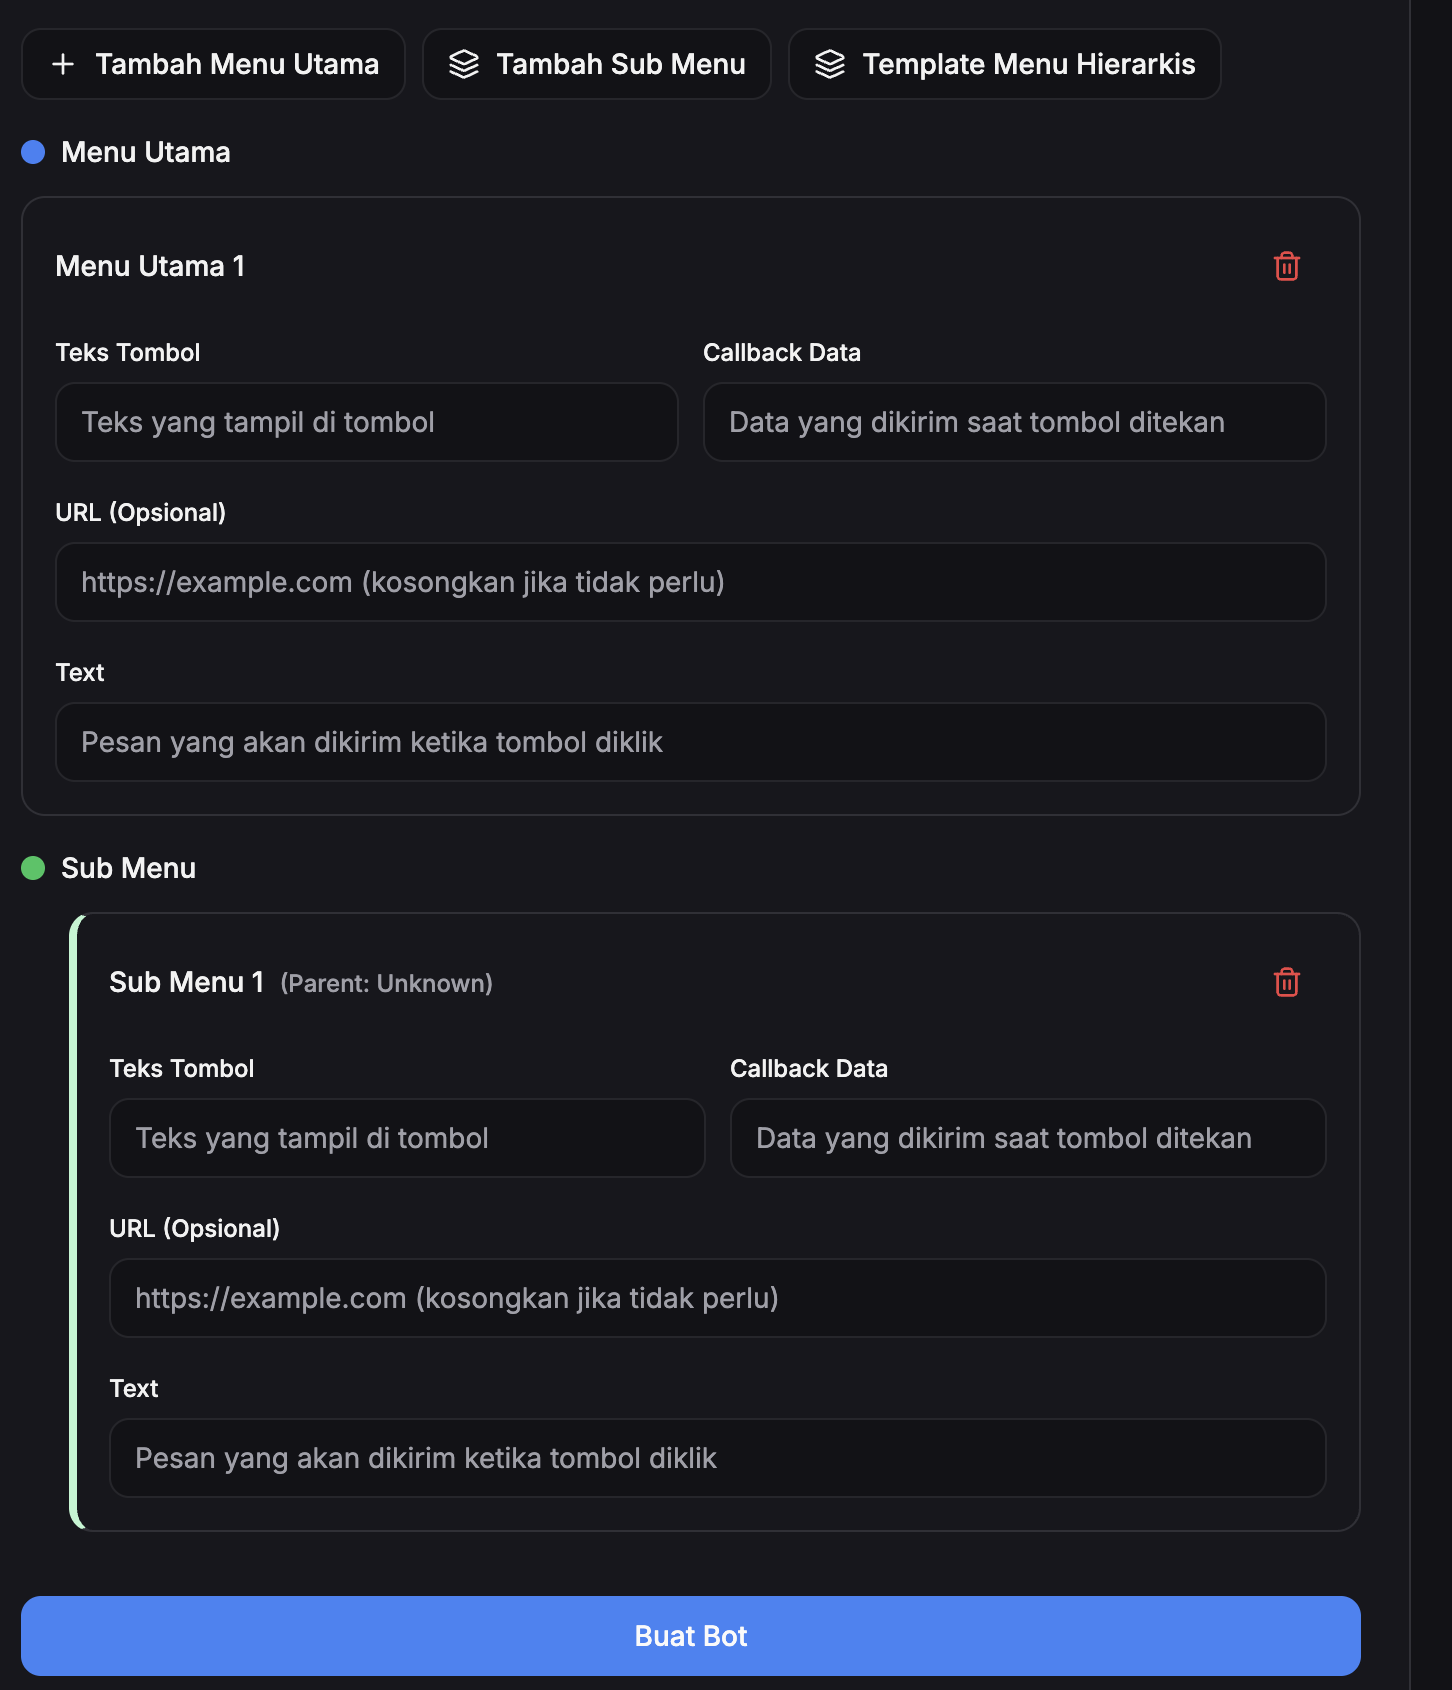 Tambah Menu Utama
Tambah Sub Menu
Template Menu Hierarkis
Menu Utama
Menu Utama 1
Teks Tombol
Callback Data
Teks yang tampil di tombol
Data yang dikirim saat tombol ditekan
URL (Opsional)
https://example.com (kosongkan jika tidak perlu)
Text
Pesan yang akan dikirim ketika tombol diklik
Sub Menu
Sub Menu 1 (Parent: Unknown)
Teks Tombol
Callback Data
Teks yang tampil di tombol
Data yang dikirim saat tombol ditekan
URL (Opsional)
https://example.com (kosongkan jika tidak perlu)
Text
Pesan yang akan dikirim ketika tombol diklik
Buat Bot